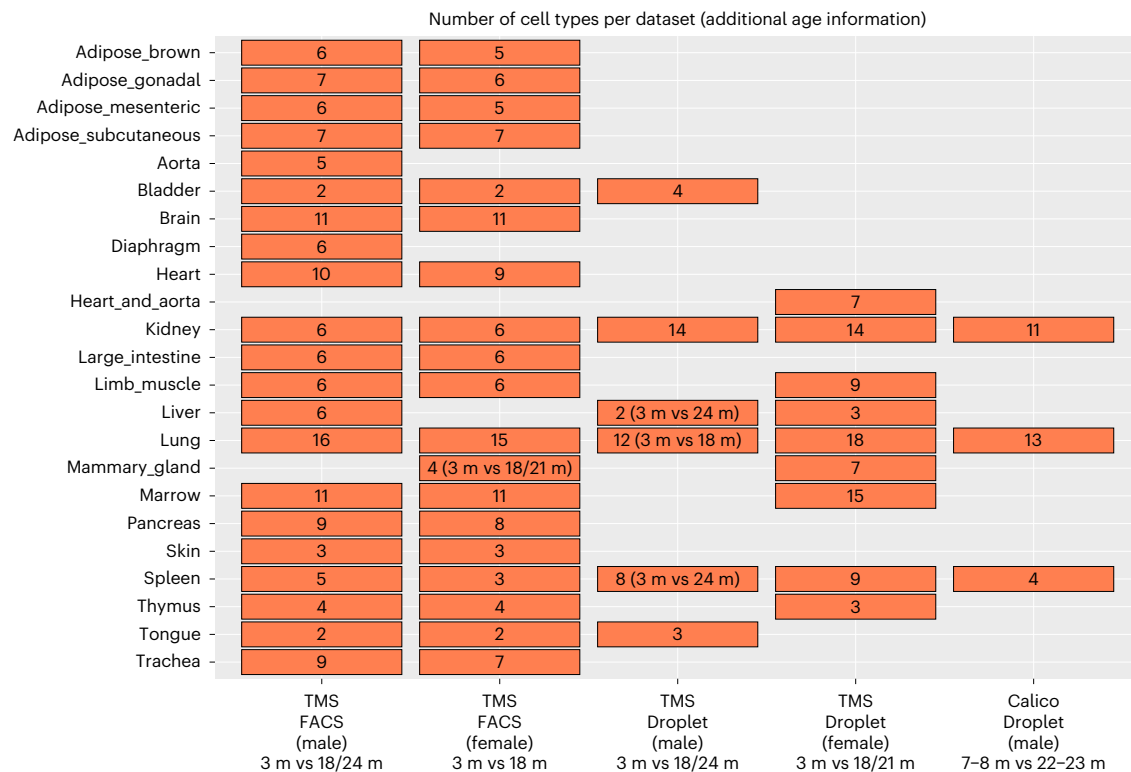 Number of cell types per dataset (additional age information)
Adipose_brown 6 5
Adipose_gonadal 7 6
Adipose_mesenteric 6 5
Adipose_subcutaneous 7 7
Aorta 5
Bladder 2 2 4
Brain 11 11
Diaphragm 6
Heart 10 9
Heart_and_aorta 7
Kidney 6 6 14 14 11
Large_intestine 6 6
Limb_muscle 6 6 9
Liver 6 2 (3 m vs 24 m) 3
Lung 16 15 12 (3 m vs 18 m) 18 13
Mammary_gland 4 (3 m vs 18/21 m) 7
Marrow 11 11 15
Pancreas 9 8
Skin 3 3
Spleen 5 3 8 (3 m vs 24 m) 9 4
Thymus 4 4 3
Tongue 2 2 3
Trachea 9 7
TMS TMS TMS TMS Calico
FACS FACS Droplet Droplet Droplet
(male) (female) (male) (female) (male)
3 m vs 18/24 m 3 m vs 18 m 3 m vs 18/24 m 3 m vs 18/21 m 7–8 m vs 22–23 m